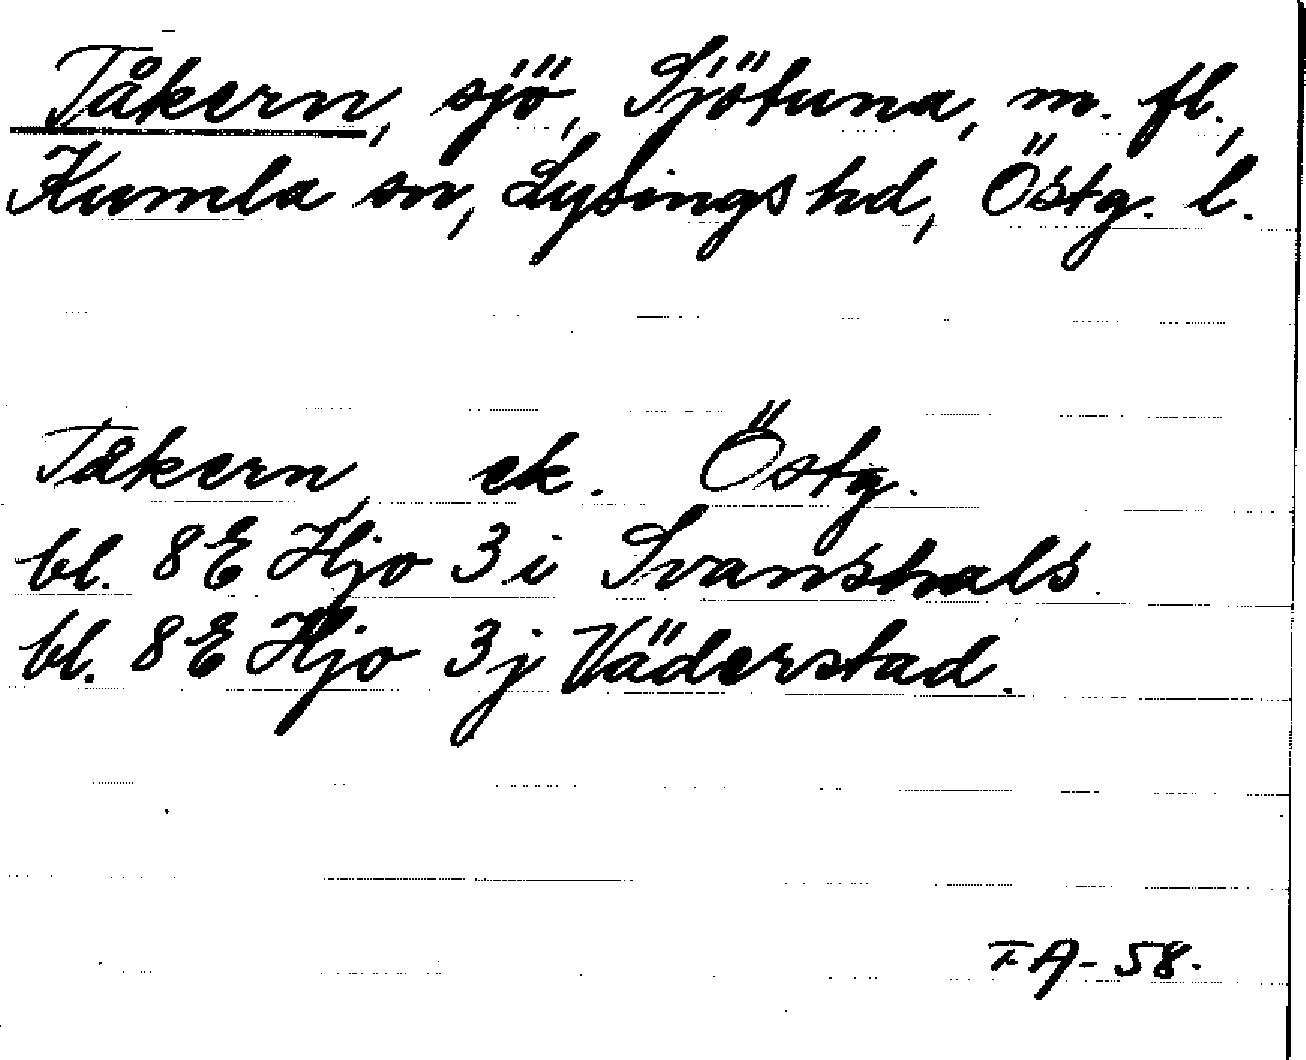 Tåkern, sjö, Sjötuna, m. fl.,
Kumla sn, Lysings hd, Östg. l.
Tåkern ek. Östg.
bl. 8E Hjo 3i Svanshals
bl. 8E Hjo 3j Väderstad.
FA-58.